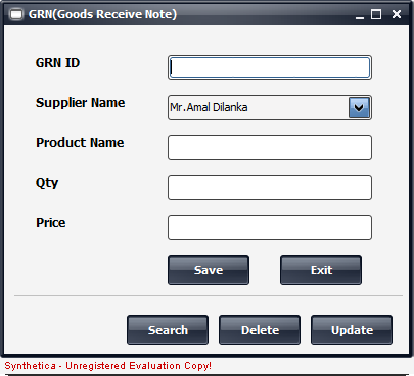 GRN(Goods Receive Note)
GRN ID
Supplier Name
Mr.Amal Dilanka
Product Name
Qty
Price
Save Exit
Search Delete Update
Synthetica - Unregistered Evaluation Copy!